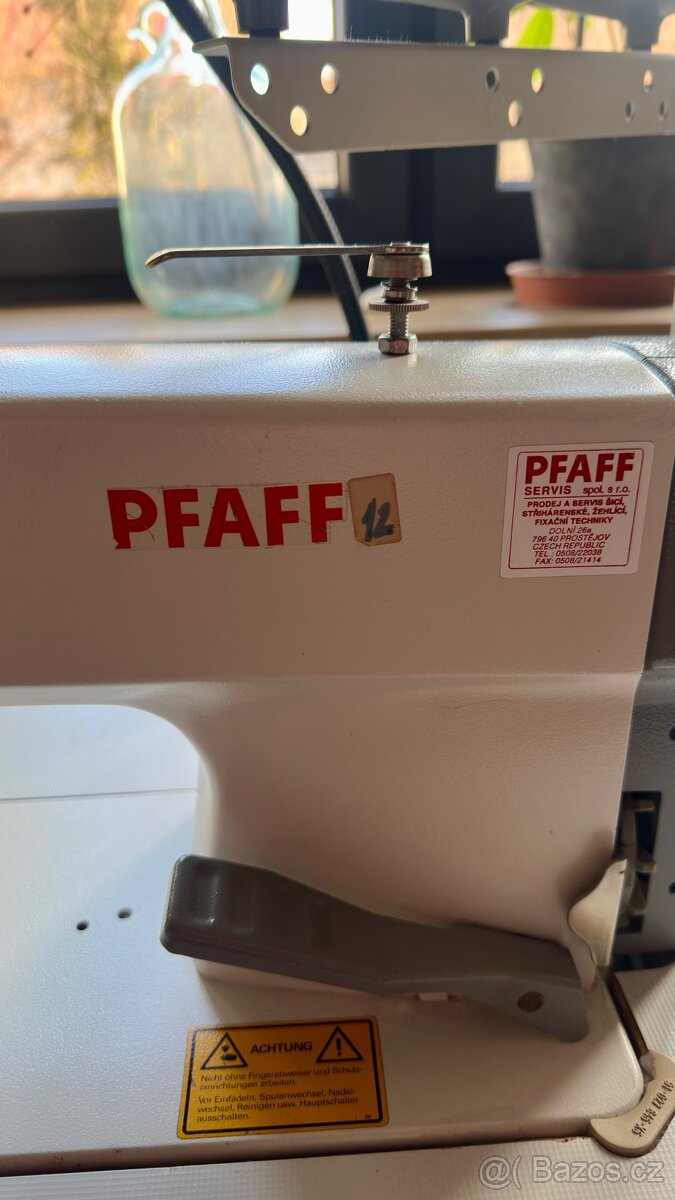 PFAFF
12
PFAFF
SERVIS spol. s r.o.
PRODEJ A SERVIS ŠICÍ,
STŘIHÁRENSKÉ, ŽEHLÍCÍ,
FIXAČNÍ TECHNIKY
DOLNÍ 26a
796 40 PROSTĚJOV
CZECH REPUBLIC
TEL.: 0508/22038
FAX: 0508/21414
ACHTUNG
Nicht ohne Fingerabweiser und Schutz-
einrichtungen arbeiten.
Vor Einfädeln, Spulenwechsel, Nadel-
wechsel, Reinigen usw. Hauptschalter
ausschalten.
@( Bazos.cz